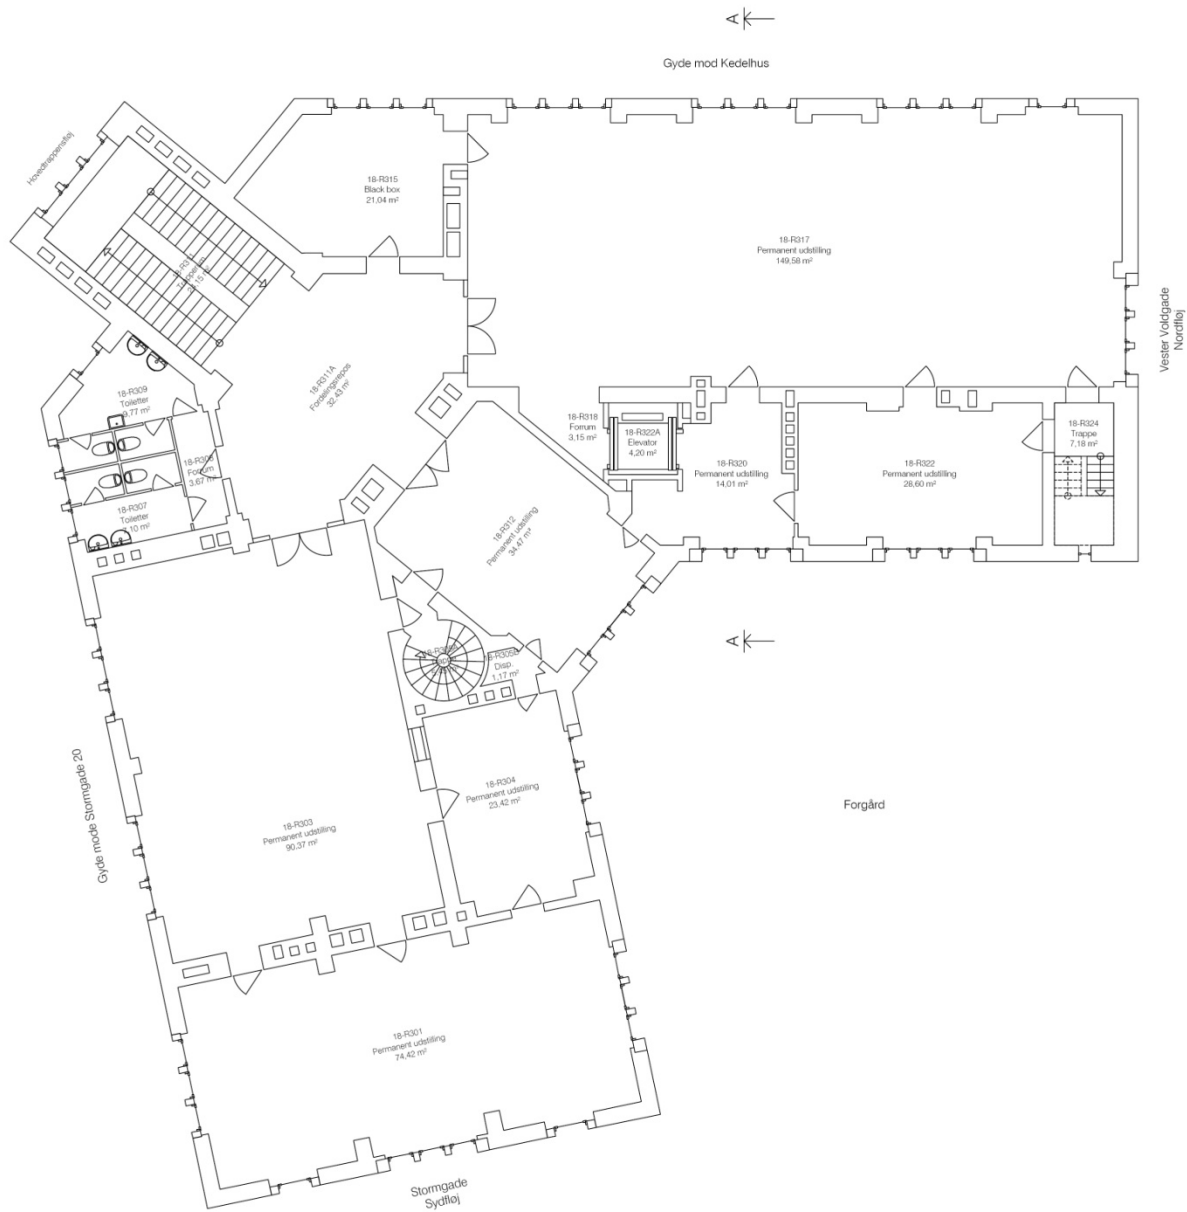 A
Gyde mod Kedelhus
Hovedtrappensfløj
18-R315
Black box
21,04 m²
18-R317
Permanent udstilling
149,58 m²
Vester Voldgade
Nordfløj
18-R311A
Fordelingsrepos
32,43 m²
18-R309
Toiletter
9,77 m²
18-R308
Forrum
3,67 m²
18-R307
Toiletter
18-R318
Forrum
3,15 m²
18-R322A
Elevator
4,20 m²
18-R320
Permanent udstilling
14,01 m²
18-R322
Permanent udstilling
28,60 m²
18-R324
Trappe
7,18 m²
18-R312
Permanent udstilling
34,47 m²
A
18-R305B
Disp.
1,17 m²
18-R304
Permanent udstilling
23,42 m²
Gyde mode Stormgade 20
18-R303
Permanent udstilling
90,37 m²
Forgård
18-R301
Permanent udstilling
74,42 m²
Stormgade
Sydfløj